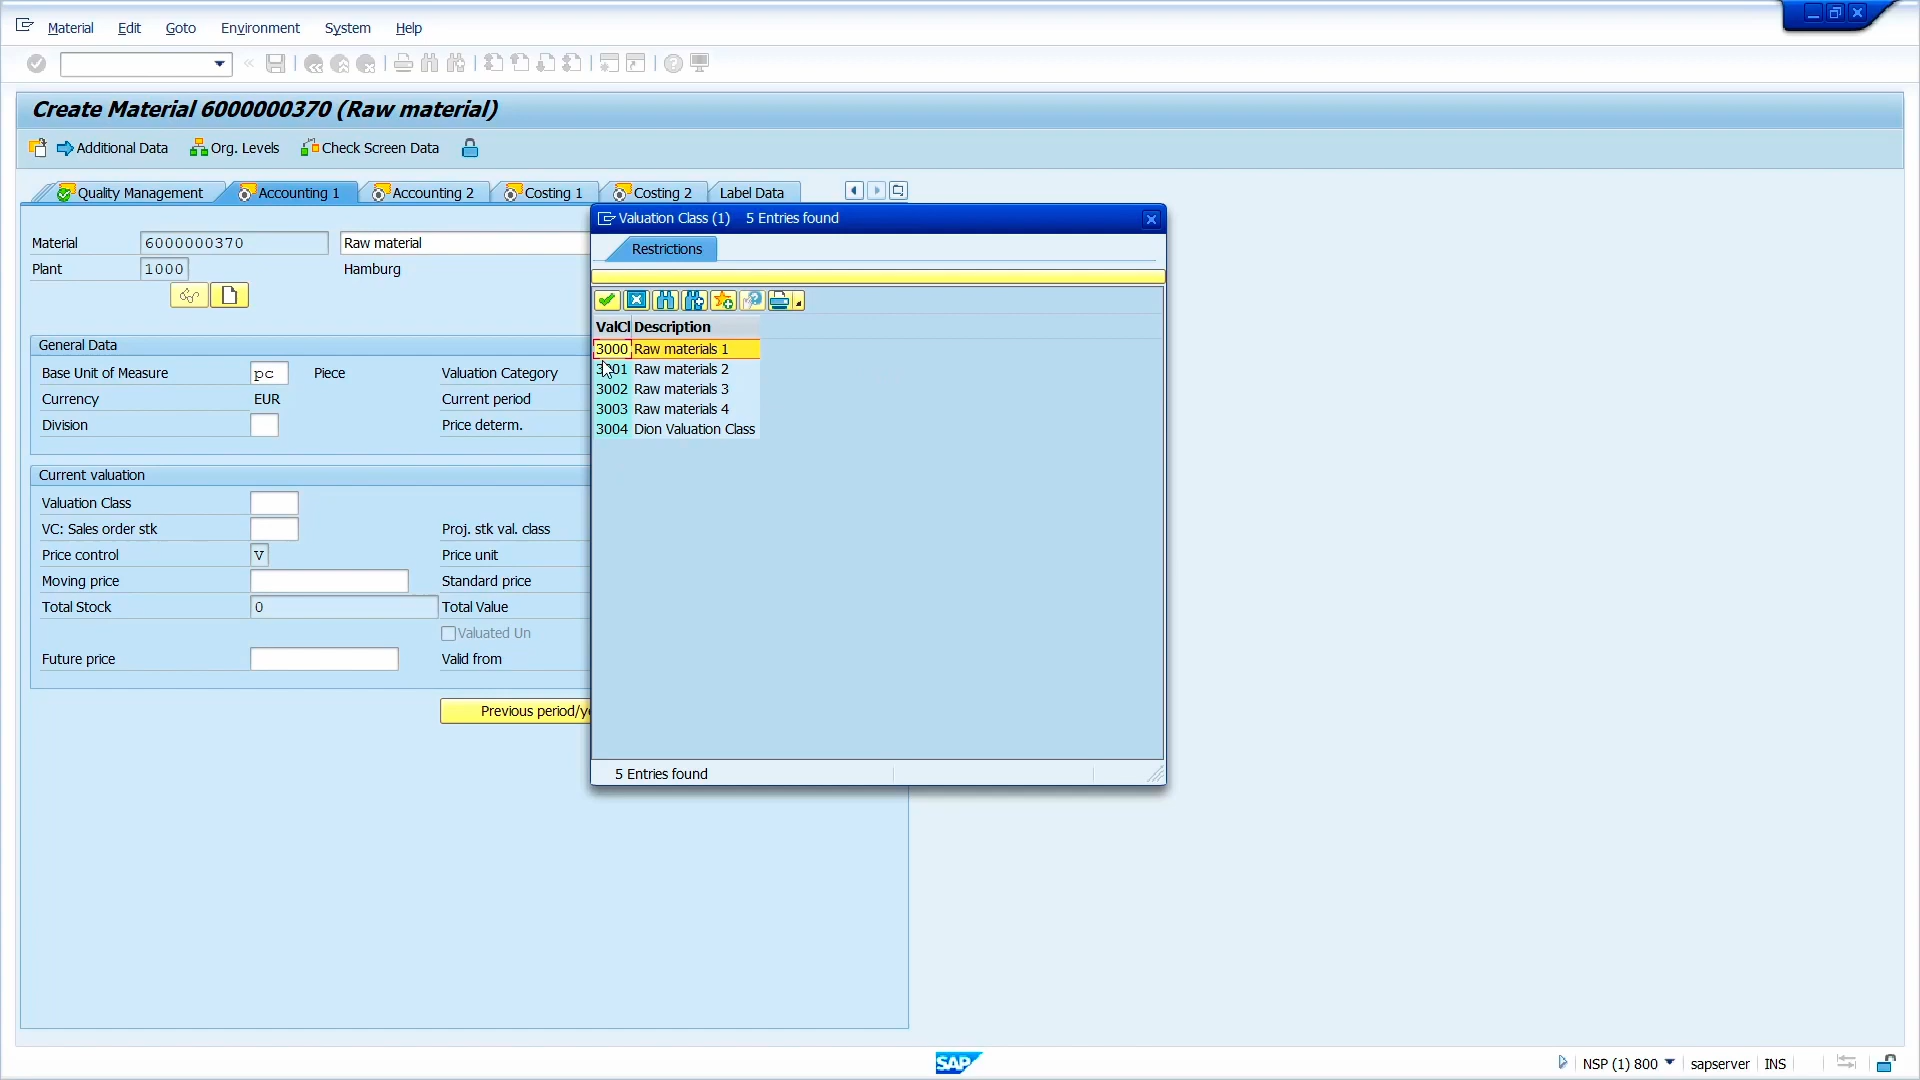 Material Edit Goto Environment System Help
Create Material 6000000370 (Raw material)
Additional Data Org. Levels Check Screen Data
Quality Management Accounting 1 Accounting 2 Costing 1 Costing 2 Label Data
Material 6000000370 Raw material
Plant 1000 Hamburg
General Data
Base Unit of Measure pc Piece Valuation Category
Currency EUR Current period
Division Price determ.
Current valuation
Valuation Class
VC: Sales order stk Proj. stk val. class
Price control V Price unit
Moving price Standard price
Total Stock 0 Total Value
Valuated Un
Future price Valid from
Previous period/ye
Valuation Class (1) 5 Entries found
Restrictions
ValCl Description
3000 Raw materials 1
3001 Raw materials 2
3002 Raw materials 3
3003 Raw materials 4
3004 Dion Valuation Class
5 Entries found
SAP
NSP (1) 800 sapserver INS